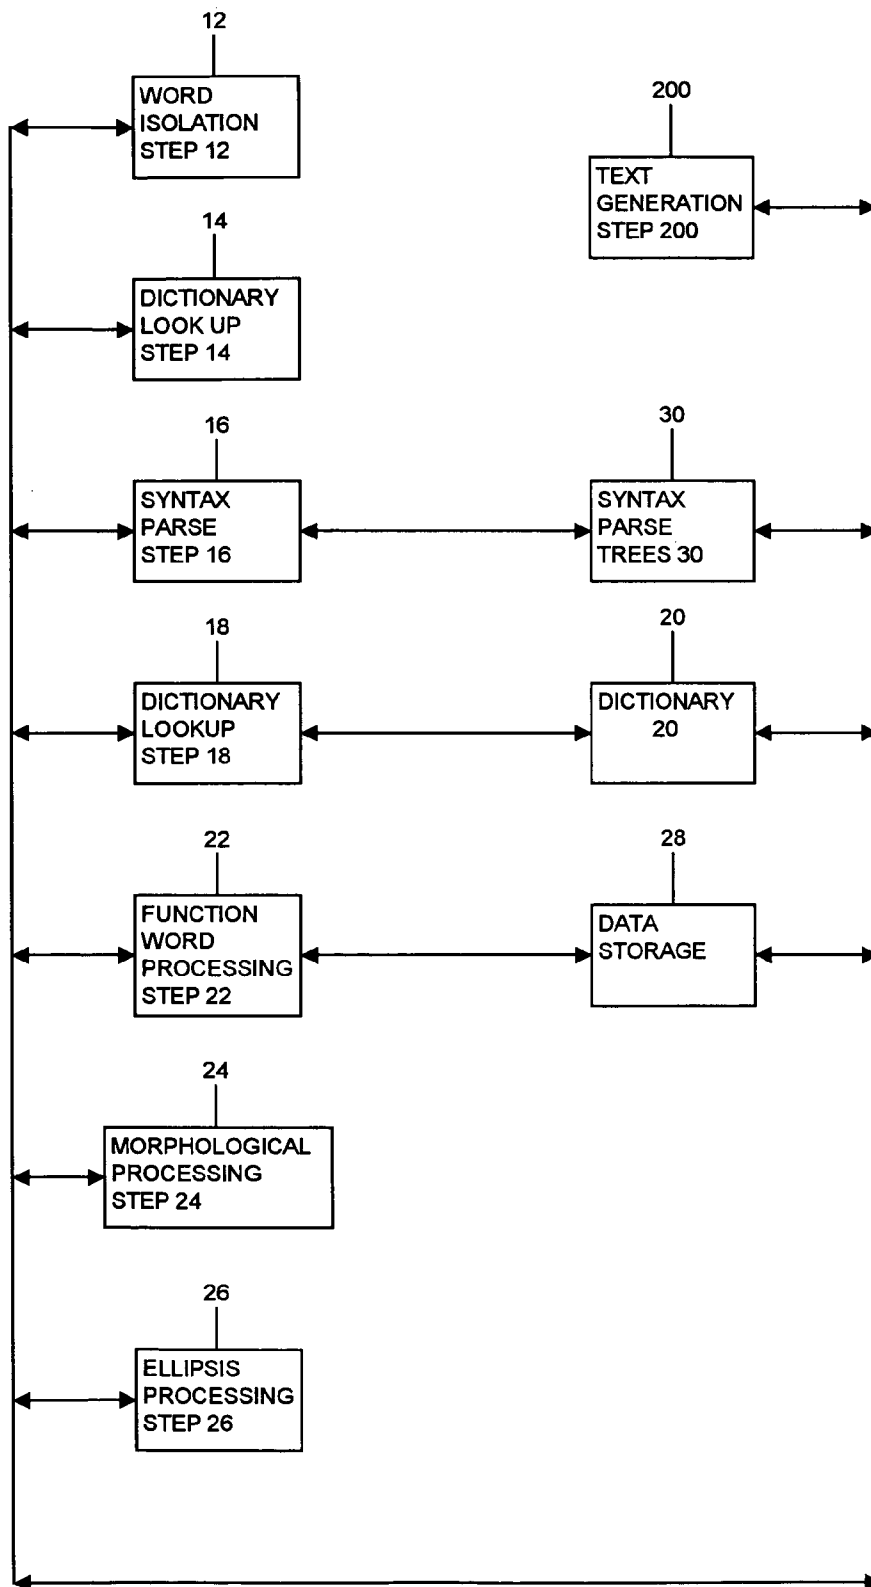 12
WORD
ISOLATION
STEP 12
200
TEXT
GENERATION
STEP 200
14
DICTIONARY
LOOK UP
STEP 14
16
SYNTAX
PARSE
STEP 16
30
SYNTAX
PARSE
TREES 30
18
DICTIONARY
LOOKUP
STEP 18
20
DICTIONARY
20
22
FUNCTION
WORD
PROCESSING
STEP 22
28
DATA
STORAGE
24
MORPHOLOGICAL
PROCESSING
STEP 24
26
ELLIPSIS
PROCESSING
STEP 26